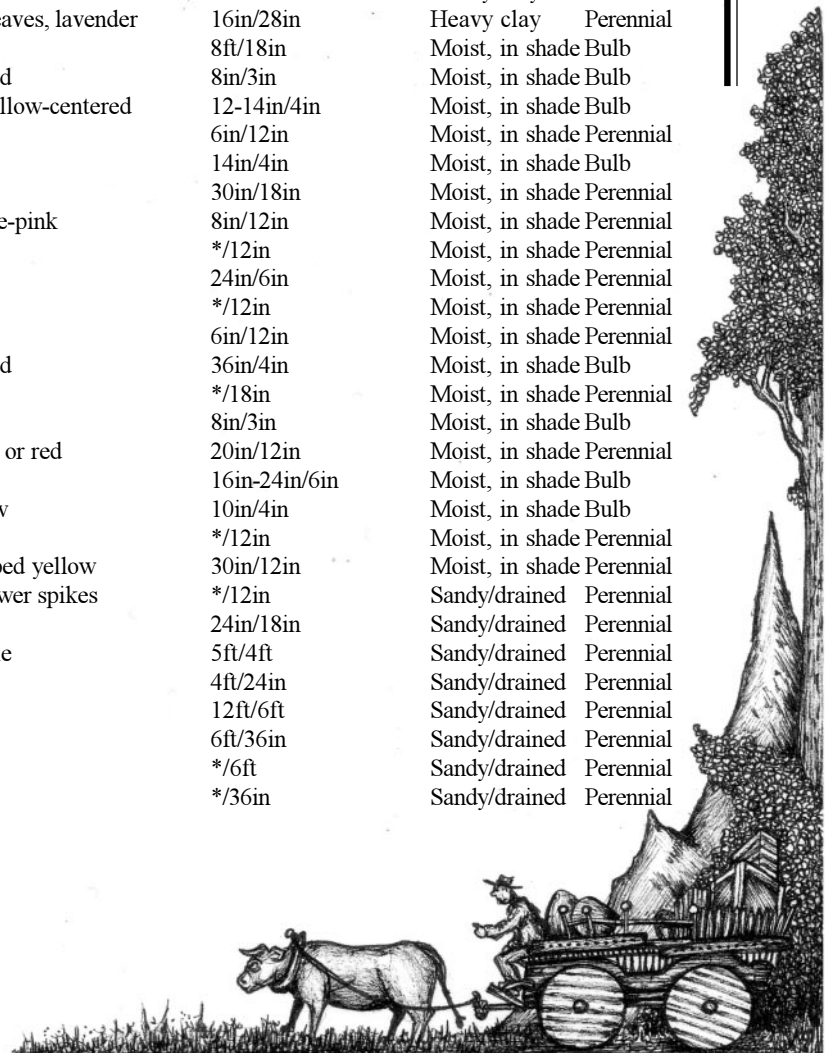 eaves, lavender 16in/28in Heavy clay Perennial
8ft/18in Moist, in shade Bulb
d 8in/3in Moist, in shade Bulb
llow-centered 12-14in/4in Moist, in shade Bulb
6in/12in Moist, in shade Perennial
14in/4in Moist, in shade Bulb
30in/18in Moist, in shade Perennial
e-pink 8in/12in Moist, in shade Perennial
*/12in Moist, in shade Perennial
24in/6in Moist, in shade Perennial
*/12in Moist, in shade Perennial
6in/12in Moist, in shade Perennial
d 36in/4in Moist, in shade Bulb
*/18in Moist, in shade Perennial
8in/3in Moist, in shade Bulb
or red 20in/12in Moist, in shade Perennial
16in-24in/6in Moist, in shade Bulb
w 10in/4in Moist, in shade Bulb
*/12in Moist, in shade Perennial
ped yellow 30in/12in Moist, in shade Perennial
wer spikes */12in Sandy/drained Perennial
24in/18in Sandy/drained Perennial
le 5ft/4ft Sandy/drained Perennial
4ft/24in Sandy/drained Perennial
12ft/6ft Sandy/drained Perennial
6ft/36in Sandy/drained Perennial
*/6ft Sandy/drained Perennial
*/36in Sandy/drained Perennial